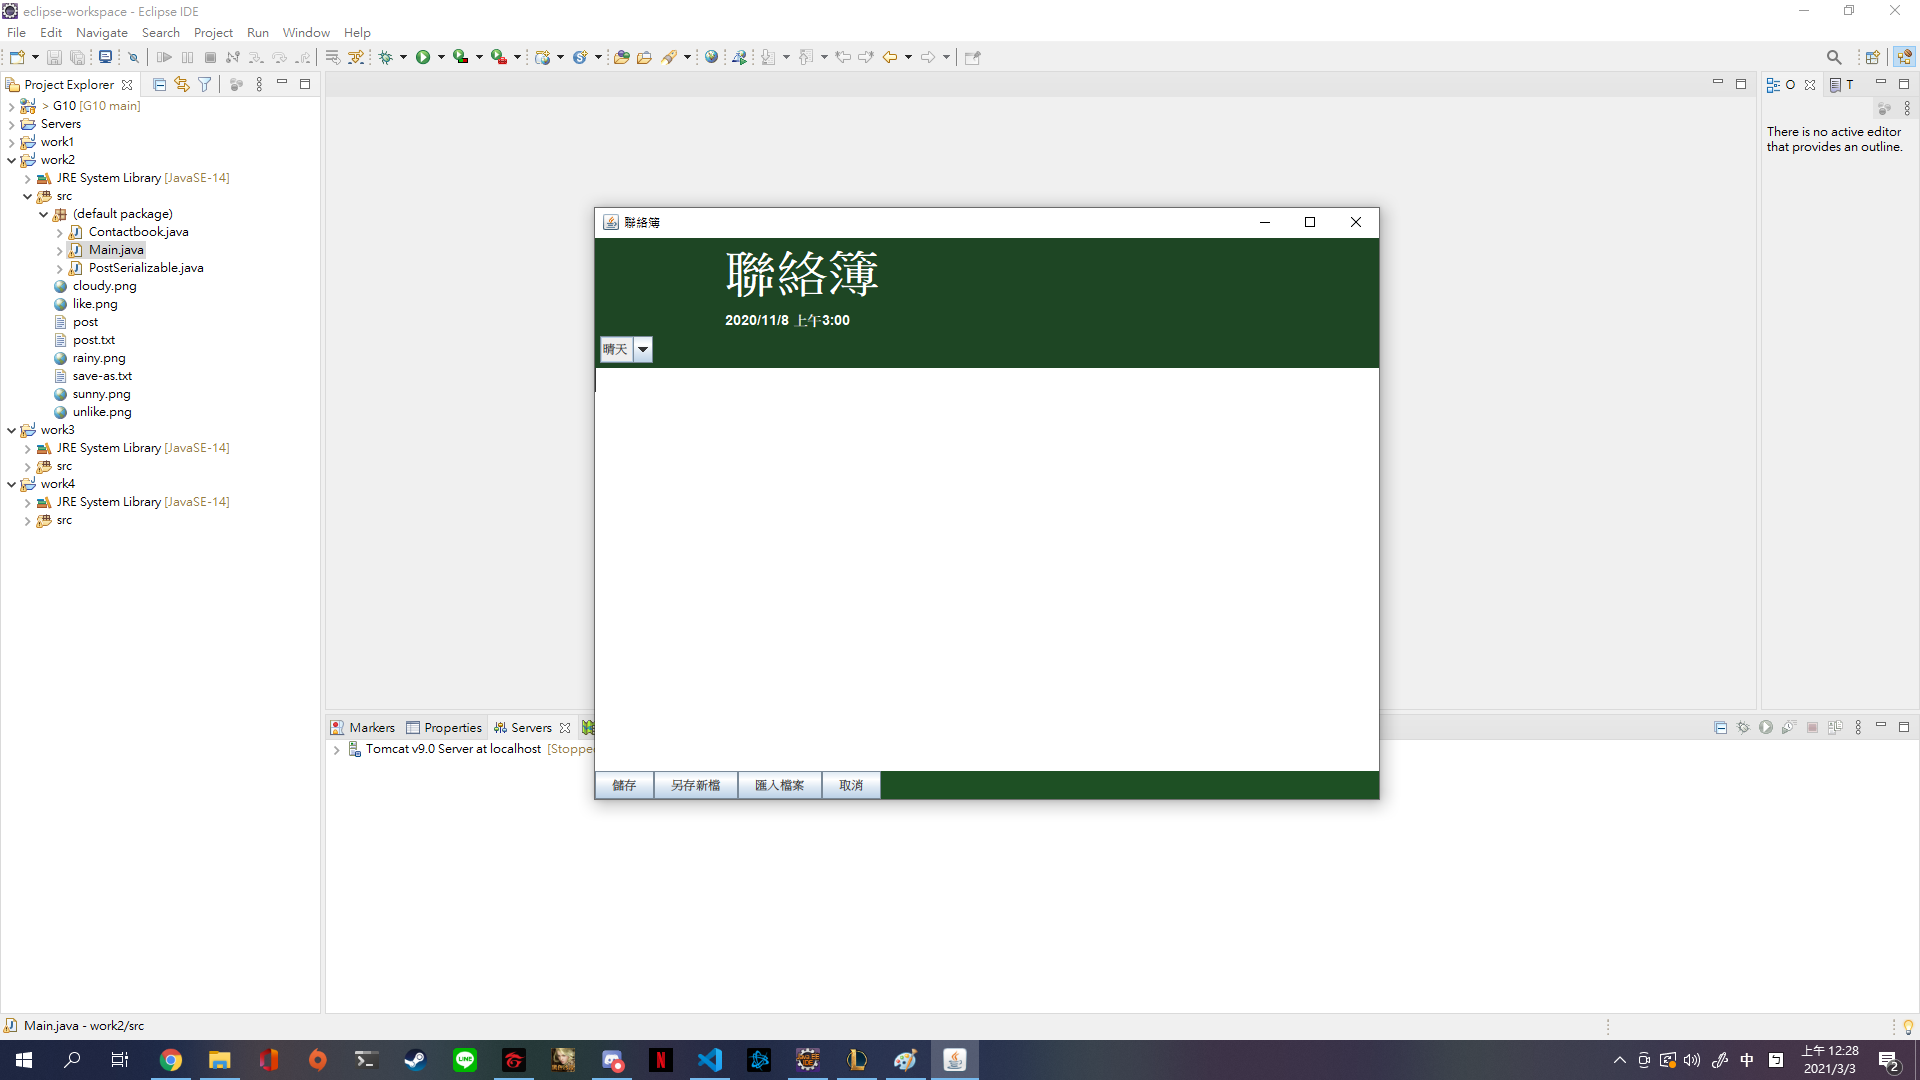 eclipse-workspace - Eclipse IDE
File Edit Navigate Search Project Run Window Help
Project Explorer
> G10 [G10 main]
Servers
work1
work2
JRE System Library [JavaSE-14]
src
(default package)
Contactbook.java
Main.java
PostSerializable.java
cloudy.png
like.png
post
post.txt
rainy.png
save-as.txt
sunny.png
unlike.png
work3
JRE System Library [JavaSE-14]
src
work4
JRE System Library [JavaSE-14]
src
O T
There is no active editor
that provides an outline.
聯絡簿
聯絡簿
2020/11/8 上午3:00
晴天
儲存 另存新檔 匯入檔案 取消
Markers Properties Servers
Tomcat v9.0 Server at localhost [Stoppe
Main.java - work2/src
中
上午 12:28
2021/3/3
2